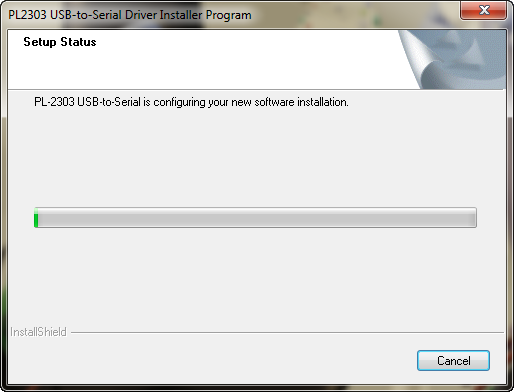 PL2303 USB-to-Serial Driver Installer Program
Setup Status
PL-2303 USB-to-Serial is configuring your new software installation.
InstallShield
Cancel